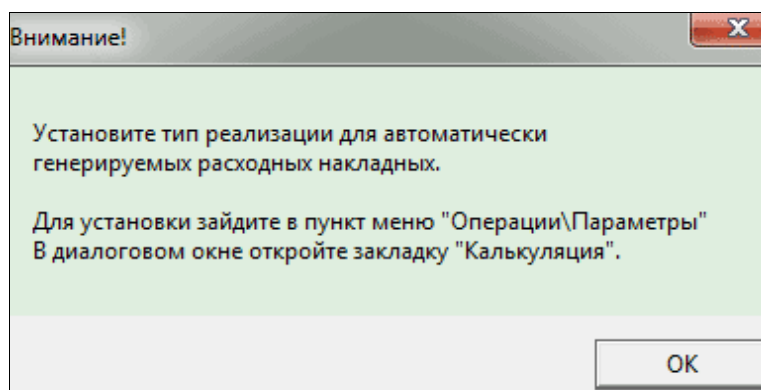 Внимание!
Установите тип реализации для автоматически
генерируемых расходных накладных.
Для установки зайдите в пункт меню "Операции\Параметры"
В диалоговом окне откройте закладку "Калькуляция".
OK